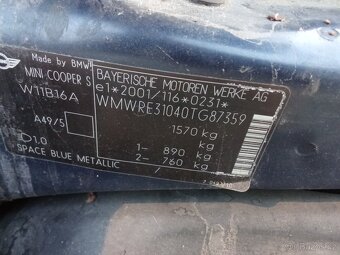 Made by BMW
MINI COOPER S
W11B16A
A49/5
D1.0
SPACE BLUE METALLIC
BAYERISCHE MOTOREN WERKE AG
e1*2001/116*0231*
WMWRE31040TG87359
1570 kg
kg
1- 890 kg
2- 760 kg
/